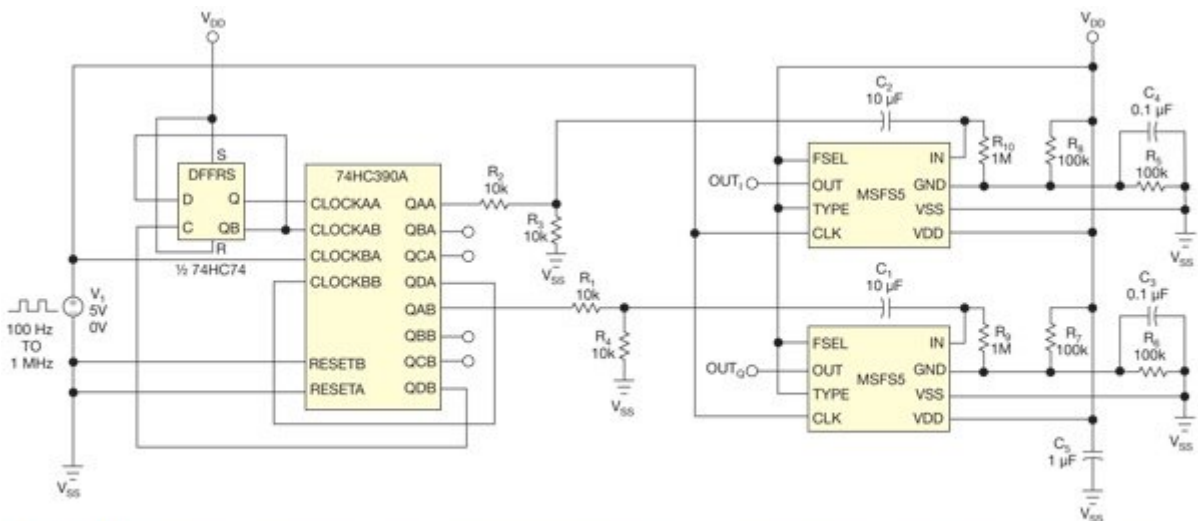 VDD
VDD
C2
10 µF
C4
0.1 µF
S
DFFRS
D
Q
C
QB
R
½ 74HC74
74HC390A
CLOCKAA
QAA
CLOCKAB
QBA
CLOCKBA
QCA
CLOCKBB
QDA
QAB
QBB
RESETB
QCB
RESETA
QDB
R2
10k
R3
10k
VSS
FSEL
IN
OUTI
OUT
MSFS5
GND
TYPE
VSS
CLK
VDD
R10
1M
R8
100k
R5
100k
VSS
V1
5V
0V
100 Hz
TO
1 MHz
VSS
R1
10k
R4
10k
VSS
C1
10 µF
C3
0.1 µF
FSEL
IN
OUTQ
OUT
MSFS5
GND
TYPE
VSS
CLK
VDD
R9
1M
R7
100k
R6
100k
VSS
C5
1 µF
VSS